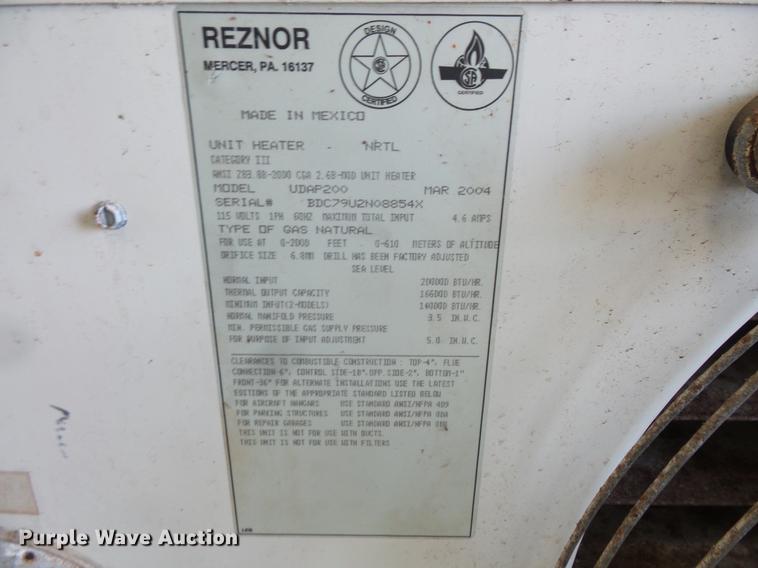 REZNOR
MERCER, PA. 16137
DESIGN
CERTIFIED
CERTIFIED
MADE IN MEXICO
UNIT HEATER - NRTL
CATEGORY III
ANSI Z83.8B-2000 CGA 2.6B-M00 UNIT HEATER
MODEL UDAP200 MAR 2004
SERIAL# BDC79U2N08854X
115 VOLTS 1PH 60HZ MAXIMUM TOTAL INPUT 4.6 AMPS
TYPE OF GAS NATURAL
FOR USE AT 0-2000 FEET - 0-610 METERS OF ALTITUDE
ORIFICE SIZE 6.8MM DRILL HAS BEEN FACTORY ADJUSTED
SEA LEVEL
NORMAL INPUT 200000 BTU/HR.
THERMAL OUTPUT CAPACITY 166000 BTU/HR.
MINIMUM INPUT(2-MODELS) 140000 BTU/HR.
NORMAL MANIFOLD PRESSURE 3.5 IN.W.C.
MIN. PERMISSIBLE GAS SUPPLY PRESSURE
FOR PURPOSE OF INPUT ADJUSTMENT 5.0 IN.W.C.
CLEARANCES TO COMBUSTIBLE CONSTRUCTION : TOP-4", FLUE
CONNECTION-6", CONTROL SIDE-18", OPP. SIDE-2", BOTTOM-1"
FRONT-36" FOR ALTERNATE INSTALLATIONS USE THE LATEST
EDITIONS OF THE APPROPRIATE STANDARD LISTED BELOW
FOR AIRCRAFT HANGARS USE STANDARD ANSI/NFPA 409
FOR PARKING STRUCTURES USE STANDARD ANSI/NFPA 88A
FOR REPAIR GARAGES USE STANDARD ANSI/NFPA 88B
THIS UNIT IS NOT FOR USE WITH DUCTS.
THIS UNIT IS NOT FOR USE WITH FILTERS
Purple Wave Auction